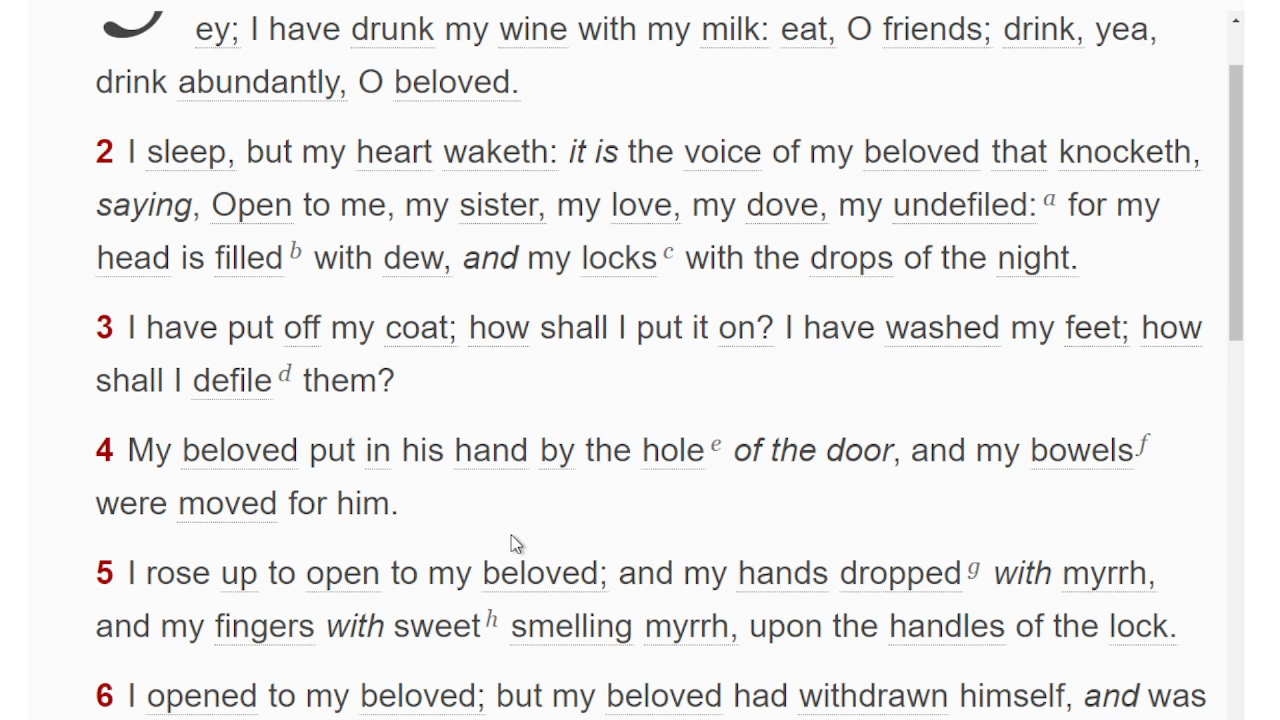 ey; I have drunk my wine with my milk: eat, O friends; drink, yea,
drink abundantly, O beloved.
2 I sleep, but my heart waketh: it is the voice of my beloved that knocketh,
saying, Open to me, my sister, my love, my dove, my undefiled: a for my
head is filled b with dew, and my locks c with the drops of the night.
3 I have put off my coat; how shall I put it on? I have washed my feet; how
shall I defile d them?
4 My beloved put in his hand by the hole e of the door, and my bowels f
were moved for him.
5 I rose up to open to my beloved; and my hands dropped g with myrrh,
and my fingers with sweet h smelling myrrh, upon the handles of the lock.
6 I opened to my beloved; but my beloved had withdrawn himself, and was